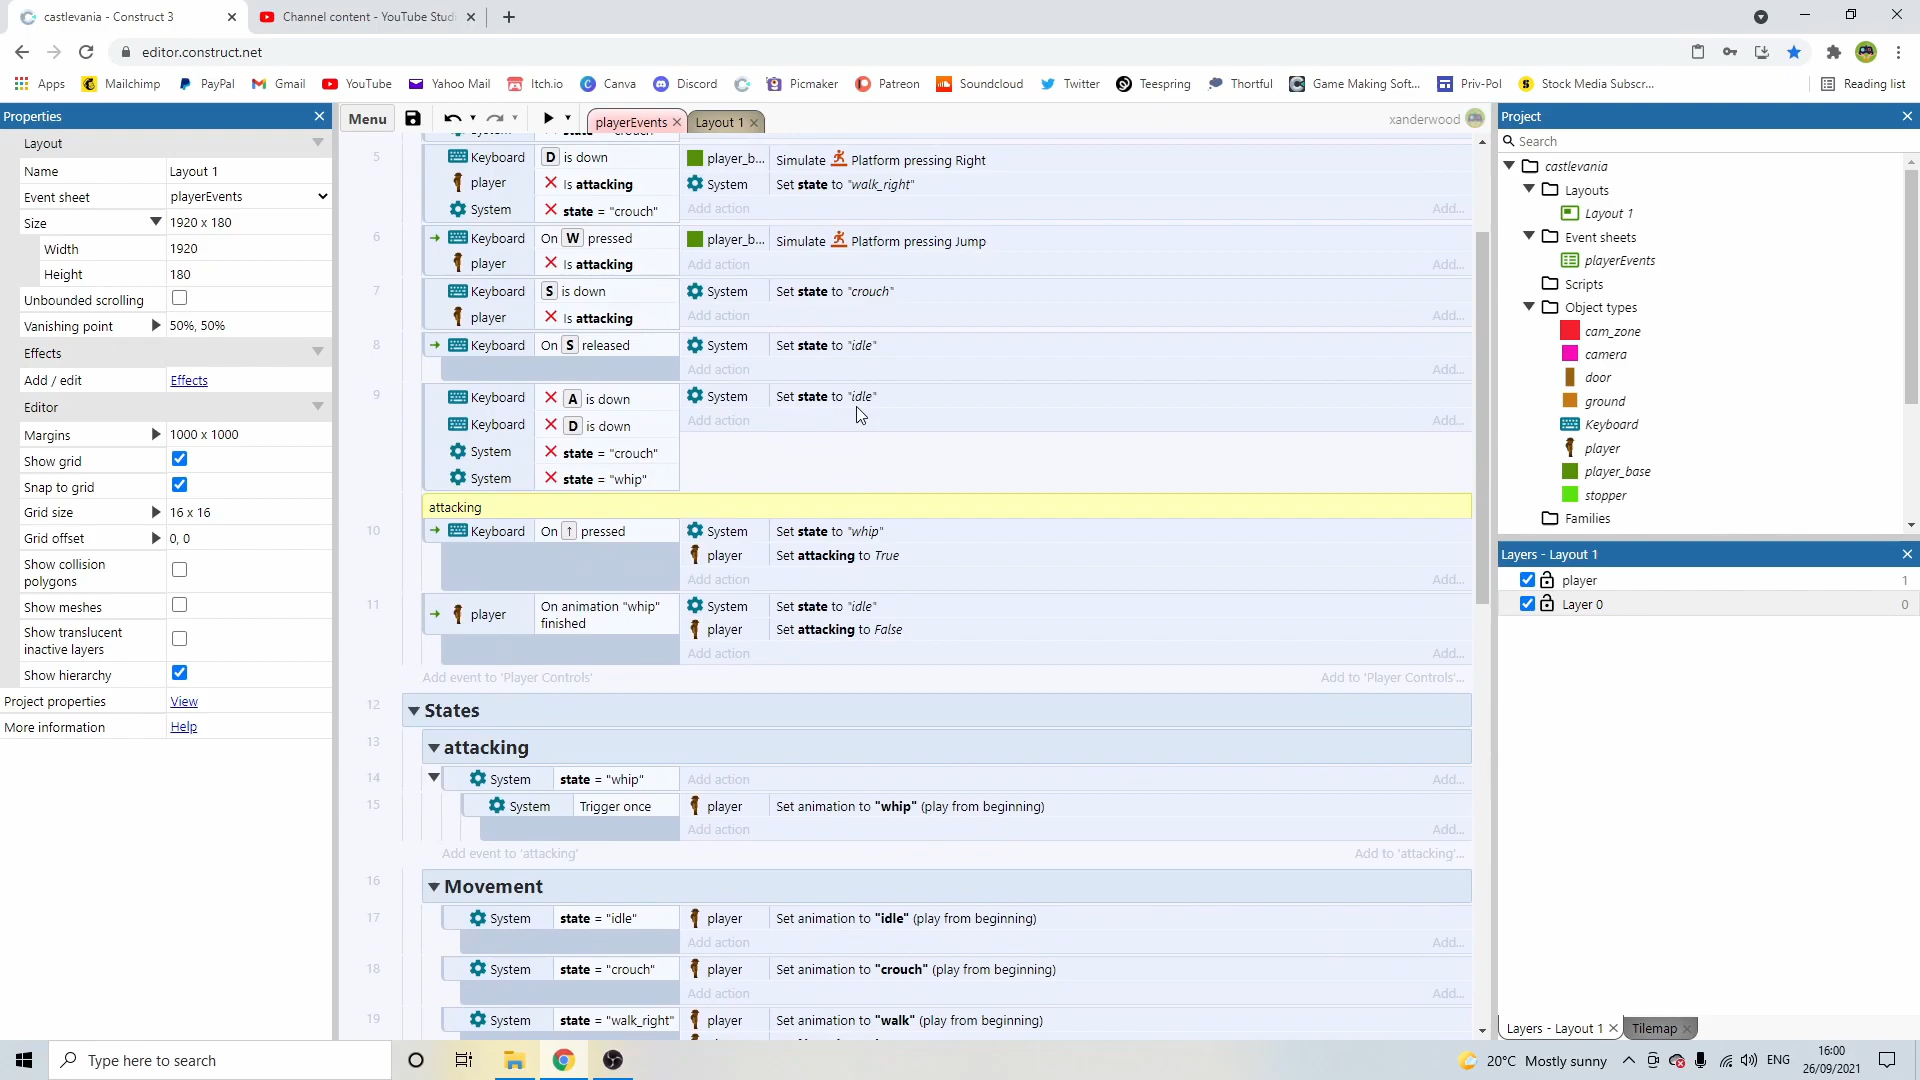 castlevania - Construct 3
Channel content - YouTube Studi
editor.construct.net
Apps Mailchimp PayPal Gmail YouTube Yahoo Mail Itch.io Canva Discord Picmaker Patreon Soundcloud Twitter Teespring Thortful Game Making Soft... Priv-Pol Stock Media Subscr... Reading list
Properties
Menu
playerEvents
Layout 1
xanderwood
Project
Layout
Name Layout 1
Event sheet playerEvents
Size 1920 x 180
Width 1920
Height 180
Unbounded scrolling
Vanishing point 50%, 50%
Effects
Add / edit Effects
Editor
Margins 1000 x 1000
Show grid
Snap to grid
Grid size 16 x 16
Grid offset 0, 0
Show collision
polygons
Show meshes
Show translucent
inactive layers
Show hierarchy
Project properties View
More information Help
5 Keyboard D is down player_b... Simulate Platform pressing Right
player Is attacking System Set state to "walk_right"
System state = "crouch" Add action Add...
6 Keyboard On W pressed player_b... Simulate Platform pressing Jump
player Is attacking Add action Add...
7 Keyboard S is down System Set state to "crouch"
player Is attacking Add action Add...
8 Keyboard On S released System Set state to "idle"
Add action Add...
9 Keyboard A is down System Set state to "idle"
Keyboard D is down Add action Add...
System state = "crouch"
System state = "whip"
attacking
10 Keyboard On ↑ pressed System Set state to "whip"
player Set attacking to True
Add action Add...
11 player On animation "whip" finished System Set state to "idle"
player Set attacking to False
Add action Add...
Add event to 'Player Controls' Add to 'Player Controls'...
12 States
13 attacking
14 System state = "whip" Add action Add...
15 System Trigger once player Set animation to "whip" (play from beginning)
Add action Add...
Add event to 'attacking' Add to 'attacking'...
16 Movement
17 System state = "idle" player Set animation to "idle" (play from beginning)
Add action Add...
18 System state = "crouch" player Set animation to "crouch" (play from beginning)
Add action Add...
19 System state = "walk_right" player Set animation to "walk" (play from beginning)
Search
castlevania
Layouts
Layout 1
Event sheets
playerEvents
Scripts
Object types
cam_zone
camera
door
ground
Keyboard
player
player_base
stopper
Families
Layers - Layout 1
player 1
Layer 0 0
Layers - Layout 1
Tilemap
Type here to search
20°C Mostly sunny
ENG
16:00
26/09/2021